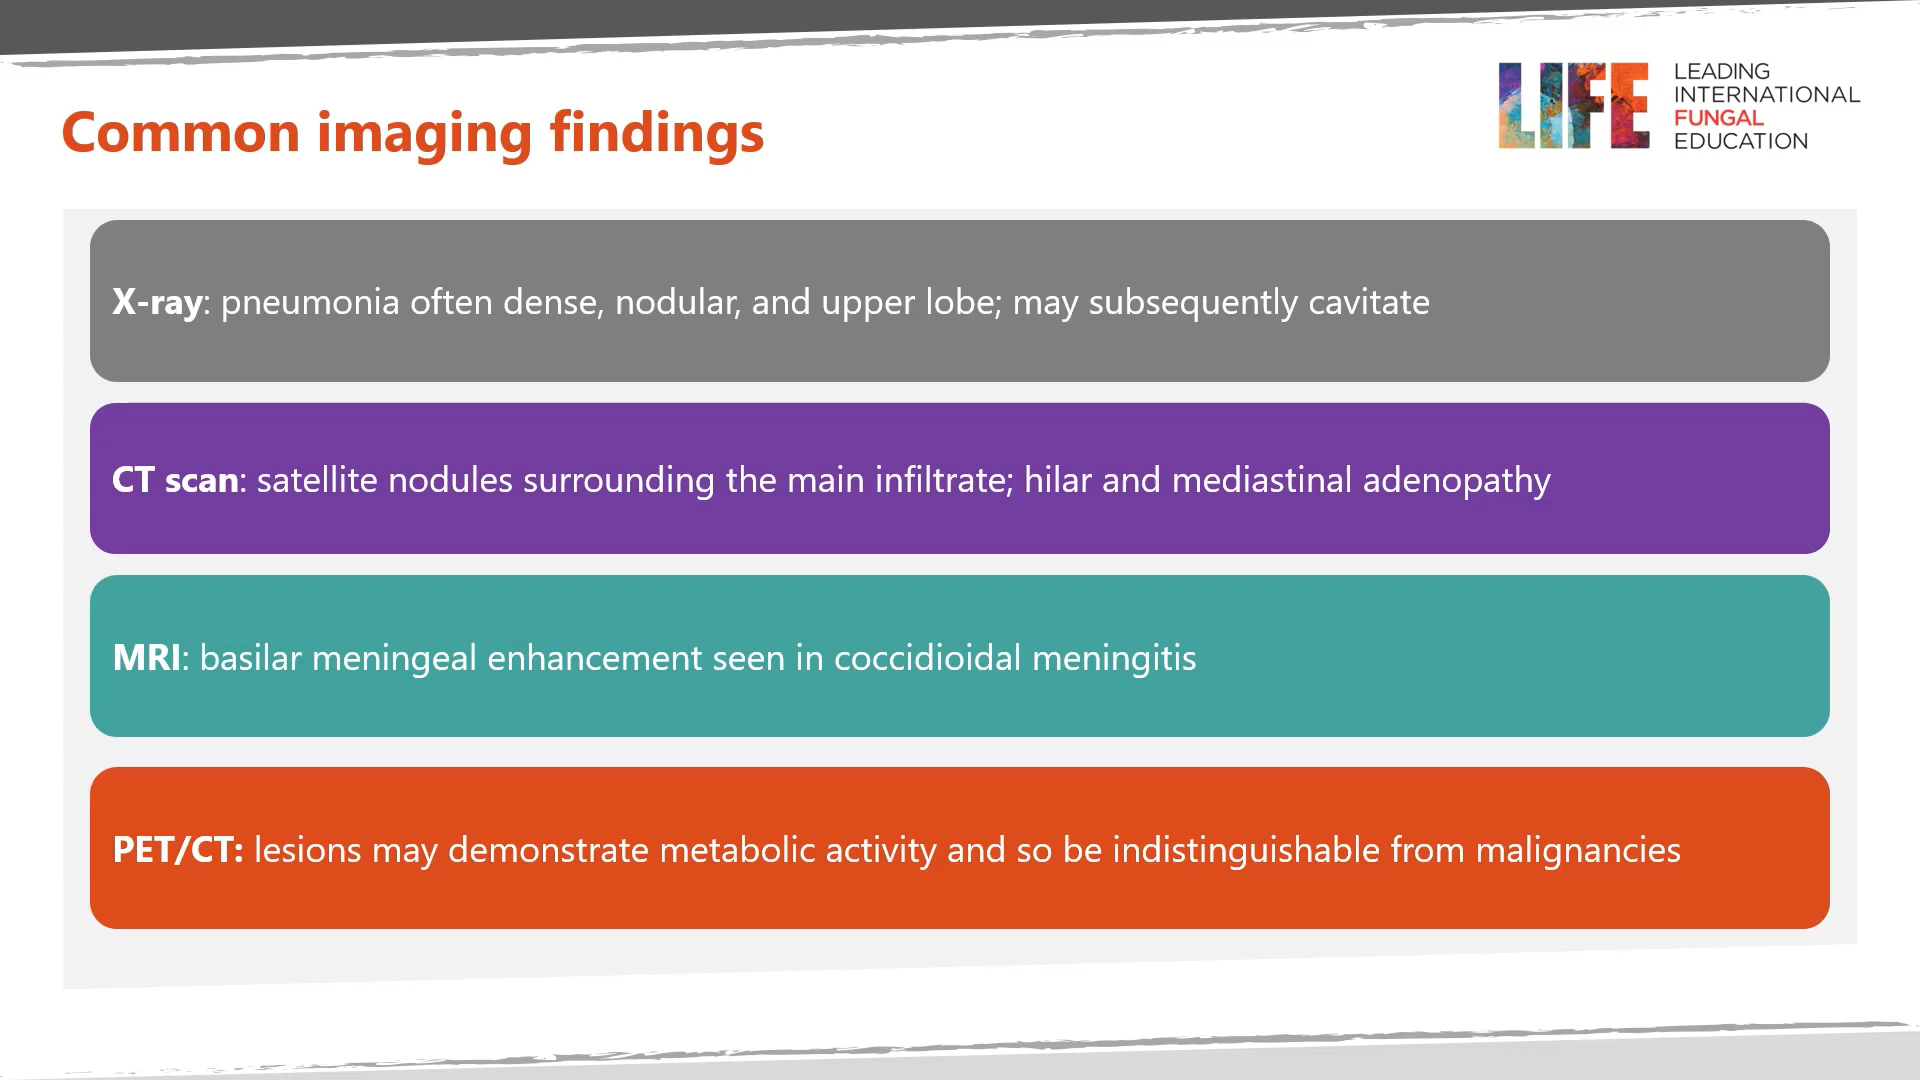 LIFE
LEADING
INTERNATIONAL
FUNGAL
EDUCATION
Common imaging findings
X-ray: pneumonia often dense, nodular, and upper lobe; may subsequently cavitate
CT scan: satellite nodules surrounding the main infiltrate; hilar and mediastinal adenopathy
MRI: basilar meningeal enhancement seen in coccidioidal meningitis
PET/CT: lesions may demonstrate metabolic activity and so be indistinguishable from malignancies